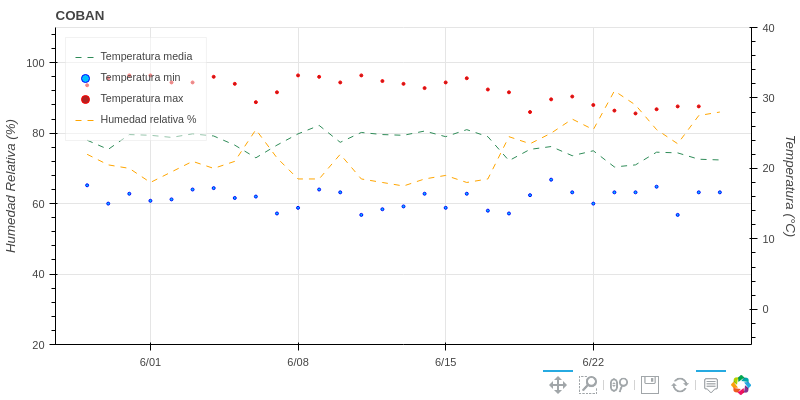 COBAN
Temperatura media
Temperatura min
Temperatura max
Humedad relativa %
Humedad Relativa (%)
100
80
60
40
20
Temperatura (°C)
40
30
20
10
0
6/01
6/08
6/15
6/22